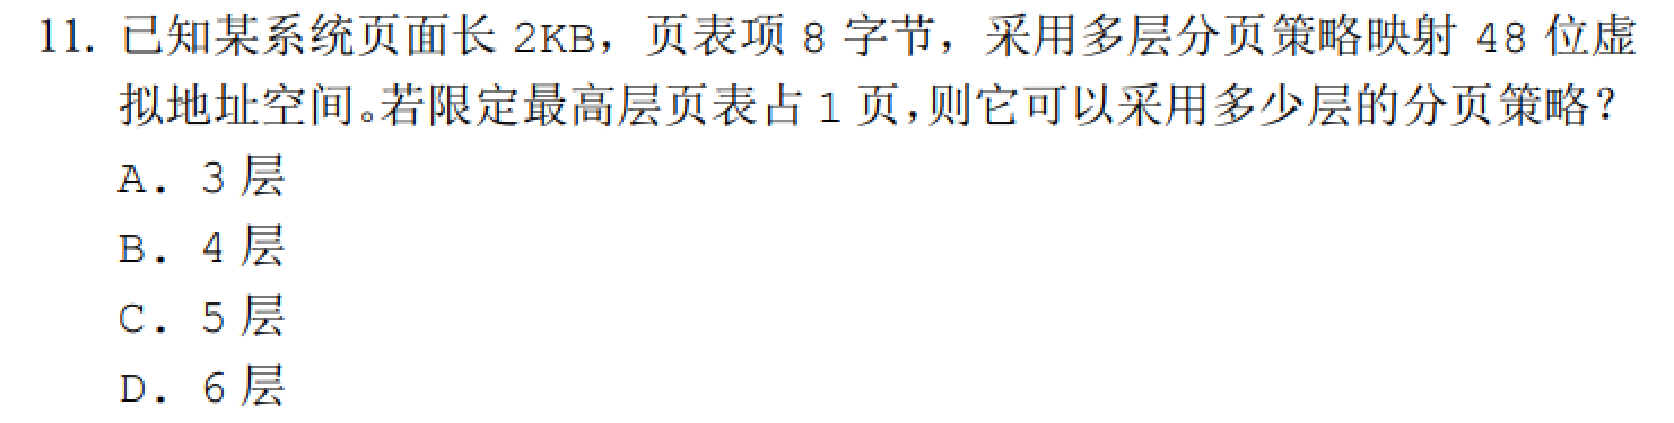 11. 已知某系统页面长 2KB，页表项 8 字节，采用多层分页策略映射 48 位虚
拟地址空间。若限定最高层页表占 1 页，则它可以采用多少层的分页策略？
A. 3 层
B. 4 层
C. 5 层
D. 6 层